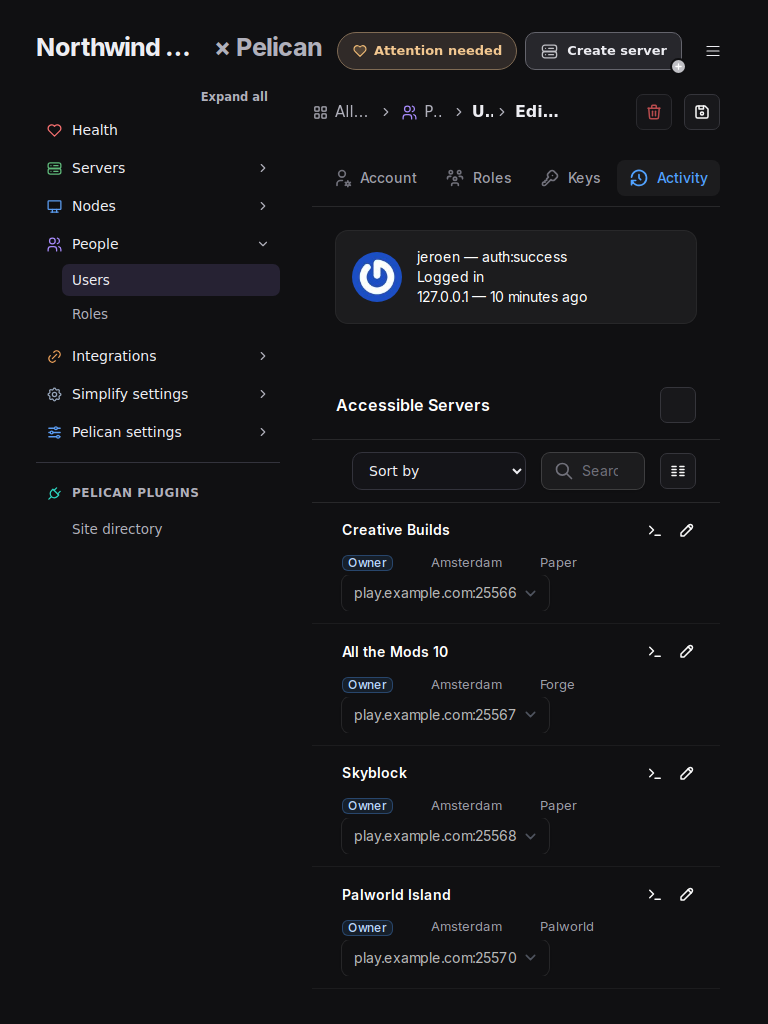 Northwind ... × Pelican
Attention needed
Create server
Expand all
Health
Servers
Nodes
People
Users
Roles
Integrations
Simplify settings
Pelican settings
PELICAN PLUGINS
Site directory
All... > P.. > U.. > Edi...
Account
Roles
Keys
Activity
jeroen — auth:success
Logged in
127.0.0.1 — 10 minutes ago
Accessible Servers
Sort by
Searc
Creative Builds
Owner Amsterdam Paper
play.example.com:25566
All the Mods 10
Owner Amsterdam Forge
play.example.com:25567
Skyblock
Owner Amsterdam Paper
play.example.com:25568
Palworld Island
Owner Amsterdam Palworld
play.example.com:25570